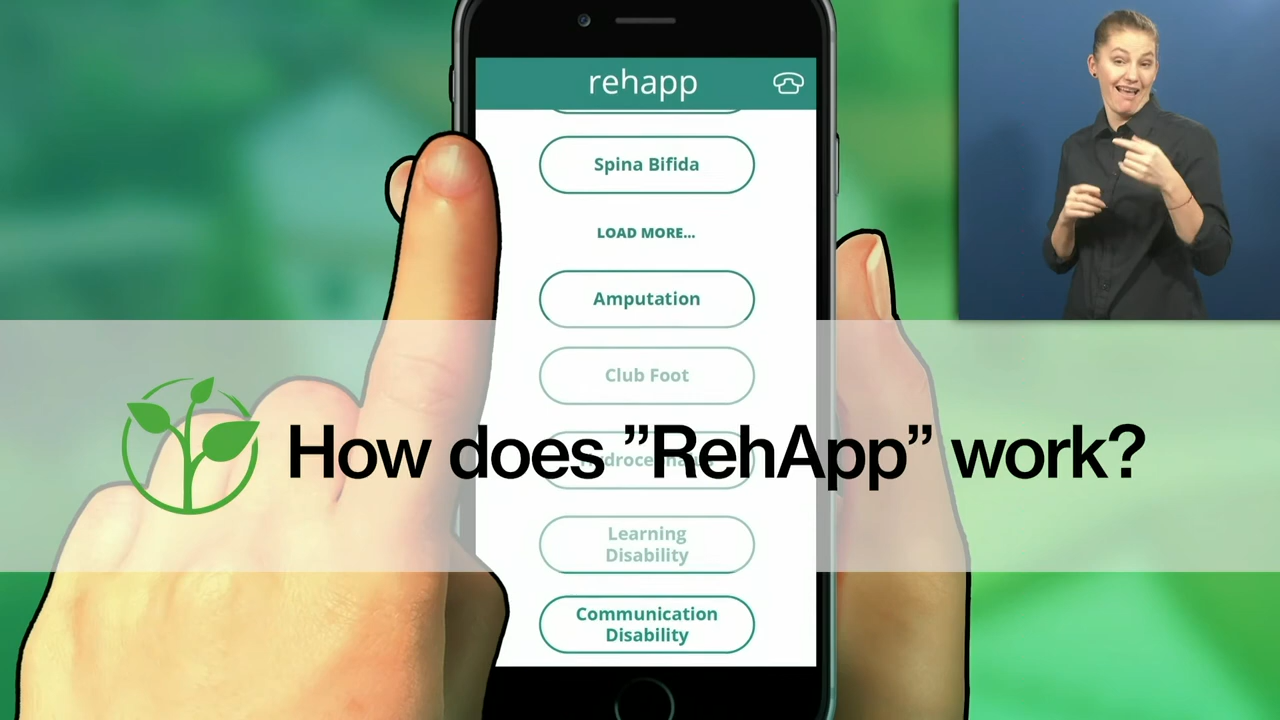 rehapp
Spina Bifida
LOAD MORE...
Amputation
Club Foot
How does ”RehApp” work?
Learning
Disability
Communication
Disability